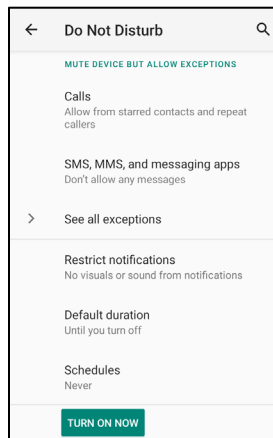 Do Not Disturb
MUTE DEVICE BUT ALLOW EXCEPTIONS
Calls
Allow from starred contacts and repeat
callers
SMS, MMS, and messaging apps
Don't allow any messages
See all exceptions
Restrict notifications
No visuals or sound from notifications
Default duration
Until you turn off
Schedules
Never
TURN ON NOW